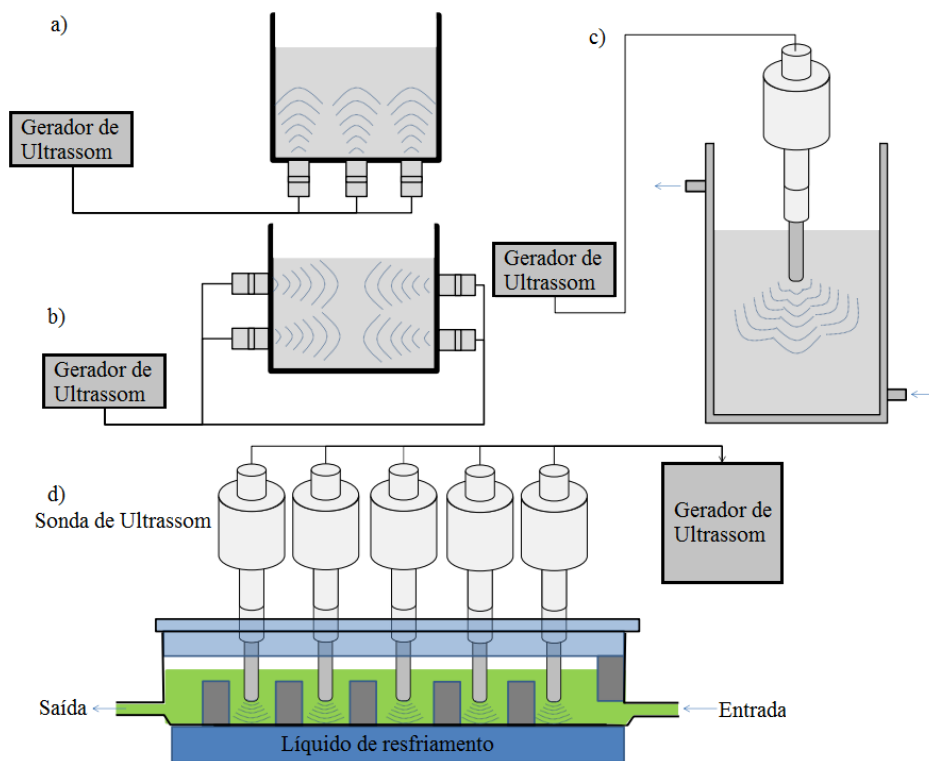 a)
Gerador de
Ultrassom
b)
Gerador de
Ultrassom
c)
Gerador de
Ultrassom
d)
Sonda de Ultrassom
Gerador de
Ultrassom
Saída
Entrada
Líquido de resfriamento